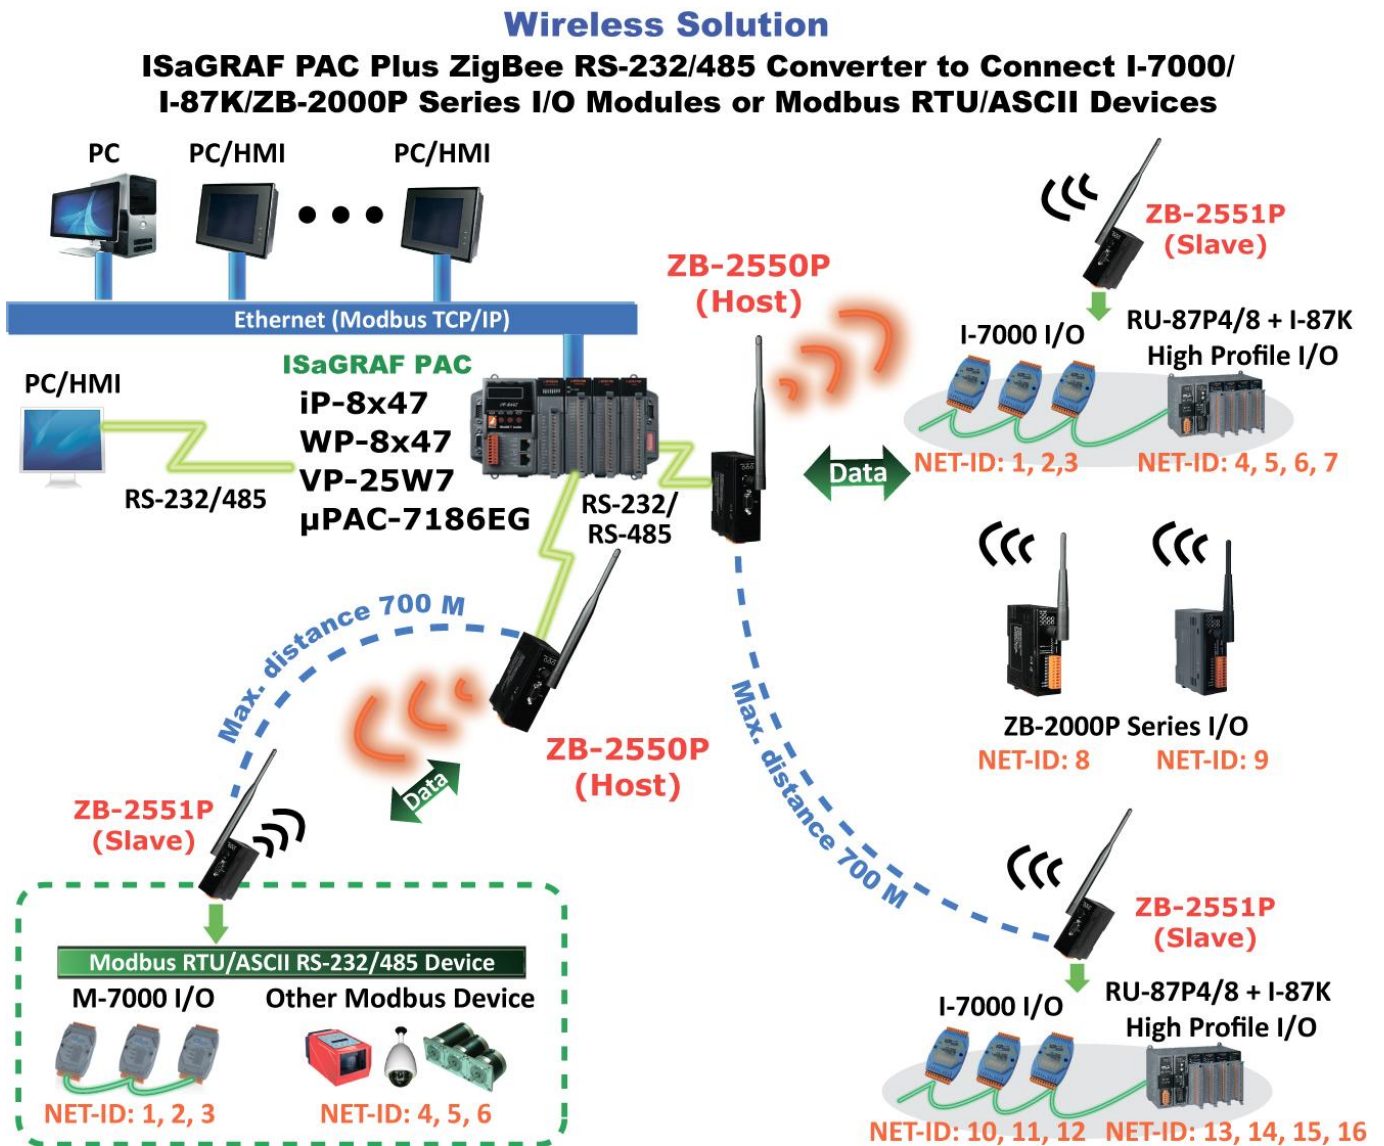 Wireless Solution
ISaGRAF PAC Plus ZigBee RS-232/485 Converter to Connect I-7000/
I-87K/ZB-2000P Series I/O Modules or Modbus RTU/ASCII Devices
PC
PC/HMI
PC/HMI
Ethernet (Modbus TCP/IP)
PC/HMI
RS-232/485
ISaGRAF PAC
iP-8x47
WP-8x47
VP-25W7
µPAC-7186EG
RS-232/
RS-485
ZB-2550P
(Host)
Data
ZB-2551P
(Slave)
I-7000 I/O
RU-87P4/8 + I-87K
High Profile I/O
NET-ID: 1, 2,3
NET-ID: 4, 5, 6, 7
ZB-2000P Series I/O
NET-ID: 8
NET-ID: 9
Max. distance 700 M
Max. distance 700 M
ZB-2550P
(Host)
Data
ZB-2551P
(Slave)
Modbus RTU/ASCII RS-232/485 Device
M-7000 I/O
Other Modbus Device
NET-ID: 1, 2, 3
NET-ID: 4, 5, 6
ZB-2551P
(Slave)
I-7000 I/O
RU-87P4/8 + I-87K
High Profile I/O
NET-ID: 10, 11, 12
NET-ID: 13, 14, 15, 16